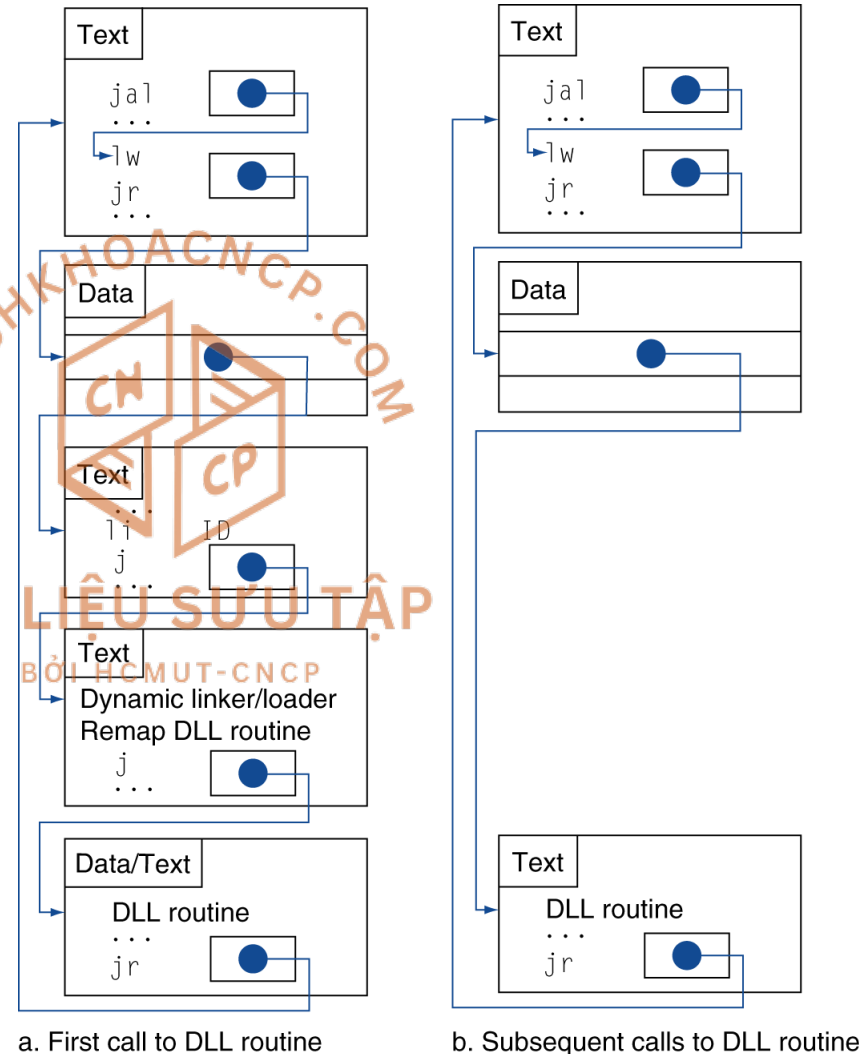 Text
jal
...
lw
jr
...
Data
Text
...
li ID
j
...
Text
Dynamic linker/loader
Remap DLL routine
j
...
Data/Text
DLL routine
...
jr
a. First call to DLL routine
Text
jal
...
lw
jr
...
Data
Text
DLL routine
...
jr
b. Subsequent calls to DLL routine
KHOACNCP.COM
CN
CP
LIỆU SƯU TẬP
BỞI HCMUT-CNCP